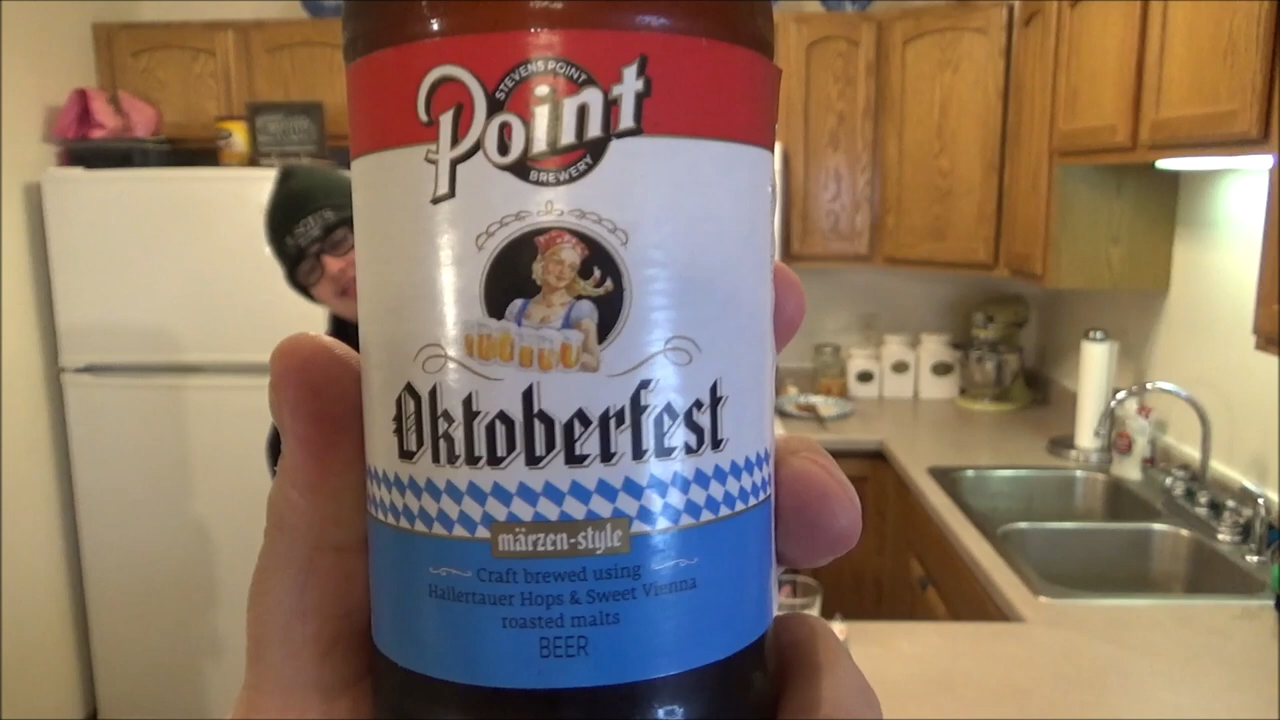 STEVENS POINT
Point
BREWERY
Oktoberfest
märzen-style
Craft brewed using
Hallertauer Hops & Sweet Vienna
roasted malts
BEER